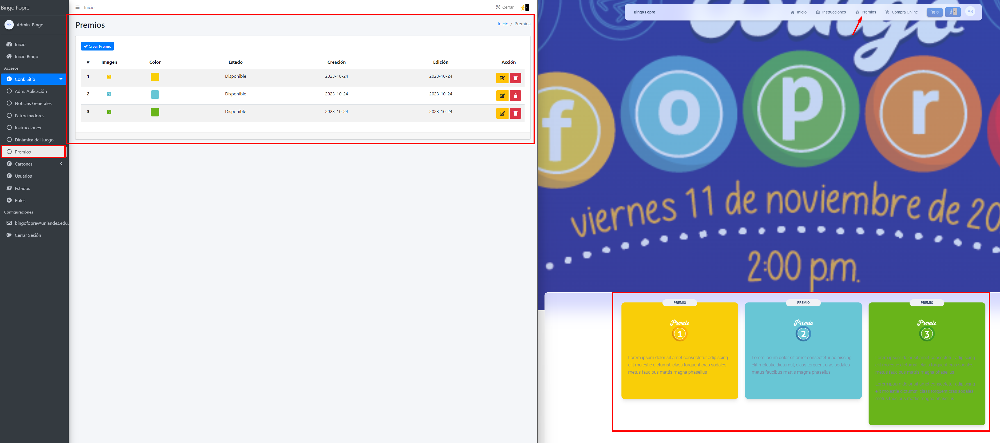 Bingo Fopre
AB Admin. Bingo
Inicio
Inicio Bingo
Accesos
Conf. Sitio
Adm. Aplicación
Noticias Generales
Patrocinadores
Instrucciones
Dinámica del Juego
Premios
Cartones
Usuarios
Estados
Roles
Configuraciones
bingofopre@uniandes.edu.
Cerrar Sesión
Inicio
Cerrar
Premios
Inicio / Premios
Crear Premio
# Imagen Color Estado Creación Edición Acción
1 Disponible 2023-10-24 2023-10-24
2 Disponible 2023-10-24 2023-10-24
3 Disponible 2023-10-24 2023-10-24
Bingo Fopre Inicio Instrucciones Premios Compra Online 0 AB
Bingo
f o p r
viernes 11 de noviembre de 20
2:00 p.m.
PREMIO
Premio
1
Lorem ipsum dolor sit amet consectetur adipiscing
elit molestie dictumst, class torquent cras sodales
metus faucibus mattis magna phasellus
PREMIO
Premio
2
Lorem ipsum dolor sit amet consectetur adipiscing
elit molestie dictumst, class torquent cras sodales
metus faucibus mattis magna phasellus
PREMIO
Premio
3
Lorem ipsum dolor sit amet consectetur adipiscing
elit molestie dictumst, class torquent cras sodales
metus faucibus mattis magna phasellus
Lorem ipsum dolor sit amet consectetur adipiscing
elit molestie dictumst, class torquent cras sodales
metus faucibus mattis magna phasellus